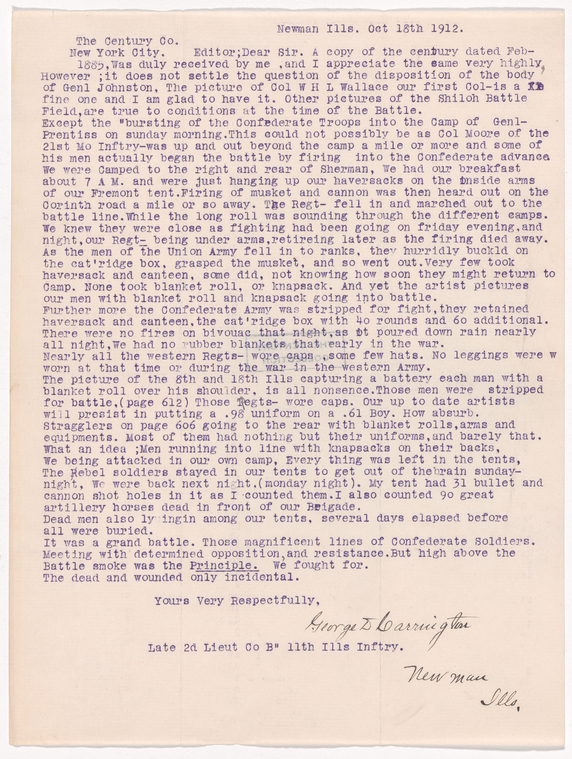 Newman Ills. Oct 18th 1912.
The Century Co.
New York City. Editor;Dear Sir. A copy of the century dated Feb-
1885,Was duly received by me ,and I appreciate the same very highly,
However ;it does not settle the question of the disposition of the body
of Genl Johnston, The picture of Col W H L Wallace our first Col-is a
fine one and I am glad to have it. Other pictures of the Shiloh Battle
Field,are true to conditions at the time of the Battle.
Except the "bursting of the Confedrate Troops into the Camp of Genl-
Prentiss on sunday morning.This could not possibly be as Col Moore of the
21st Mo Inftry-was up and out beyond the camp a mile or more and some of
his men actually began the battle by firing into the Confederate advance
We were Camped to the right and rear of Sherman, We had our breakfast
about 7 A M. and weer just hanging up our haversacks on the inside arms
of our Fremont tent.Firing of musket and cannon was then heard out on the
Corinth road a mile or so away. The Regt- fell in and marched out to the
battle line.While the long roll was sounding through the different camps.
We knew they were close as fighting had been going on friday evening,and
night,our Regt- being under arms,retireing later as the firing died away.
As the men of the Union Army fell in to ranks, they hurridly buckld on
the cat'ridge box, grasped the musket, and so went out.Very few took
haversack and canteen, some did, not knowing how soon they might return to
Camp. None took blanket roll, or knapsack. And yet the artist pictures
our men with blanket roll and knapsack going into battle.
Further more the Confederate Army was stripped for fight,they retained
haversack and canteen,the cat'ridge box with 40 rounds and 60 additional.
There were no fires on bivouac that night,as it poured down rain nearly
all night,We had no rubber blankets that early in the war.
Nearly all the western Regts- wore caps ,some few hats. No leggings were w
worn at that time or during the war in the western Army.
The picture of the 8th and 18th Ills capturing a battery each man with a
blanket roll over his shoulder, is all nonsence.Those men were stripped
for battle,(page 612) Those Regts- wore caps. Our up to date artists
will presist in putting a .98 uniform on a .61 Boy. How absurb.
Stragglers on page 606 going to the rear with blanket rolls,arms and
equipments. Most of them had nothing but their uniforms,and barely that.
What an idea ;Men running into line with knapsacks on their backs,
We being attacked in our own camp, Every thing was left in the tents,
The Rebel soldiers stayed in our tents to get out of thebrain sunday-
night, We were back next night.(monday night). My tent had 31 bullet and
cannon shot holes in it as I counted them.I also counted 90 great
artillery horses dead in front of our Brigade.
Dead men also ly ingin among our tents, several days elapsed before
all were buried.
It was a grand battle. Those magnificent lines of Confederate Soldiers.
Meeting with determined opposition,and resistance.But high above the
Battle smoke was the Principle. We fought for.
The dead and wounded only incidental.
Yours Very Respectfully,
George D Carrington
Late 2d Lieut Co B" 11th Ills Inftry.
Newman
Ills.